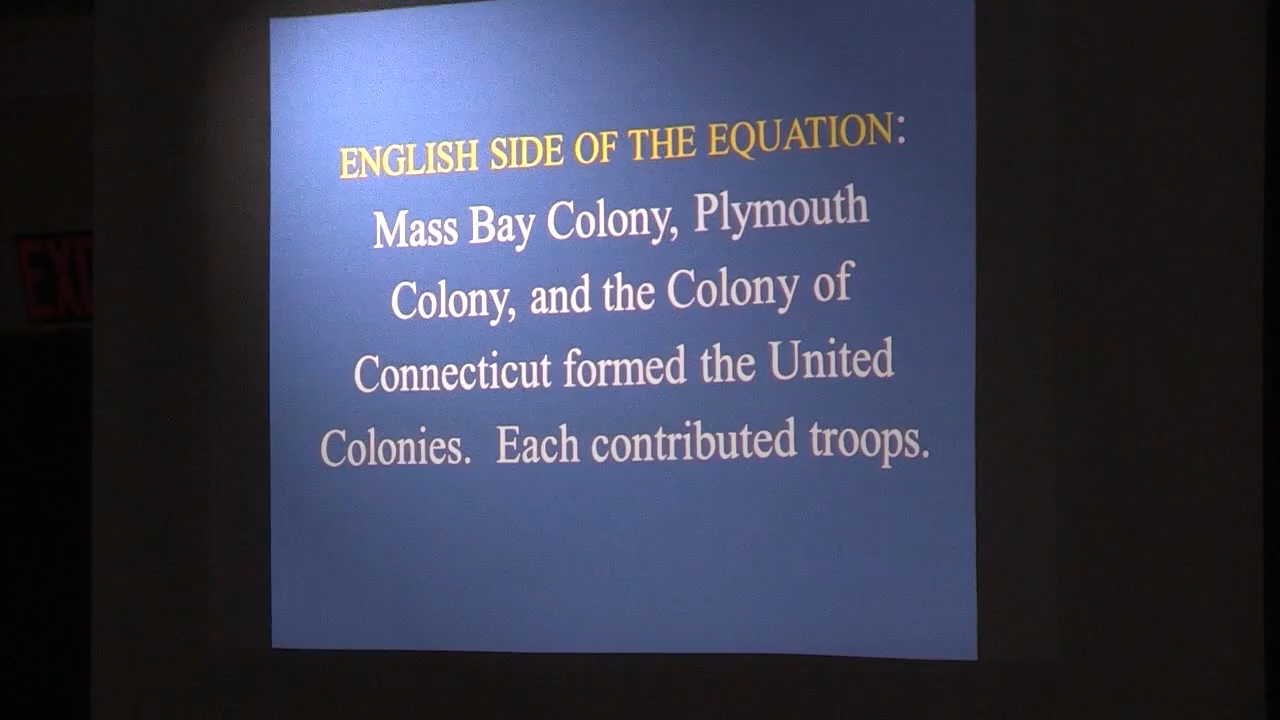 ENGLISH SIDE OF THE EQUATION:
Mass Bay Colony, Plymouth
Colony, and the Colony of
Connecticut formed the United
Colonies.  Each contributed troops.